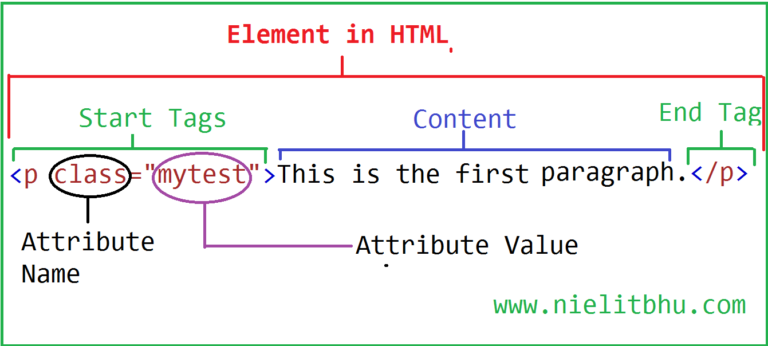 Element in HTML.
Start Tags
Content
End Tag
<p class="mytest">This is the first paragraph.</p>
Attribute
Name
Attribute Value
www.nielitbhu.com